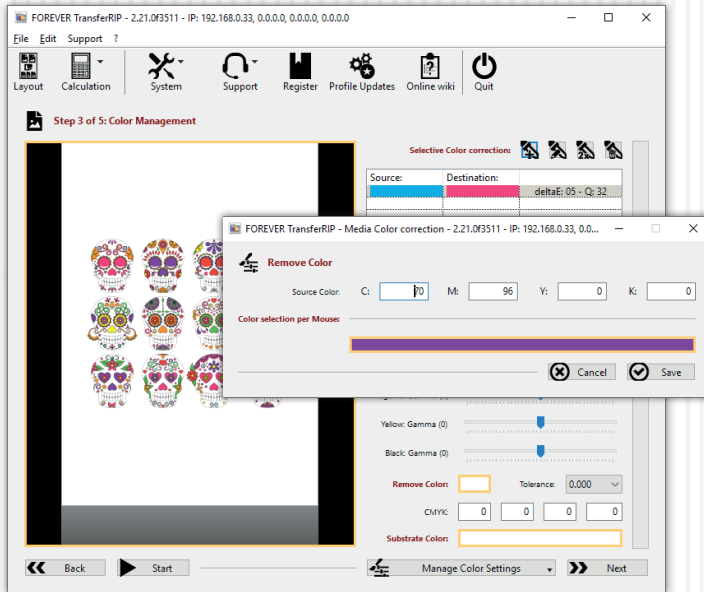 FOREVER TransferRIP - 2.21.0f3511 - IP: 192.168.0.33, 0.0.0.0, 0.0.0.0, 0.0.0.0
File Edit Support ?
Layout Calculation System Support Register Profile Updates Online wiki Quit
Step 3 of 5: Color Management
Selective Color correction:
2x
Source: Destination:
deltaE: 05 - Q: 32
FOREVER TransferRIP - Media Color correction - 2.21.0f3511 - IP: 192.168.0.33, 0.0...
Remove Color
Source Color: C: 70 M: 96 Y: 0 K: 0
Color selection per Mouse:
Cancel Save
Yellow: Gamma (0)
Black: Gamma (0)
Remove Color: Tolerance: 0.000
CMYK: 0 0 0 0
Substrate Color:
Back Start Manage Color Settings Next